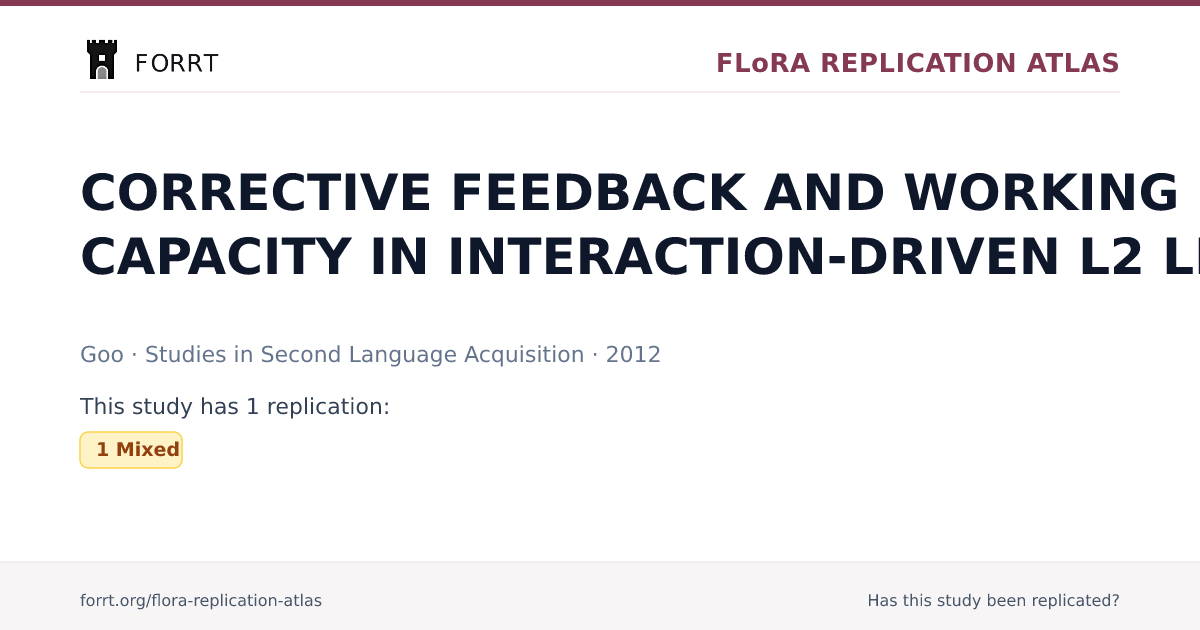 FORRT
FLoRA REPLICATION ATLAS
CORRECTIVE FEEDBACK AND WORKING
CAPACITY IN INTERACTION-DRIVEN L2
Goo · Studies in Second Language Acquisition · 2012
This study has 1 replication:
1 Mixed
forrt.org/flora-replication-atlas
Has this study been replicated?